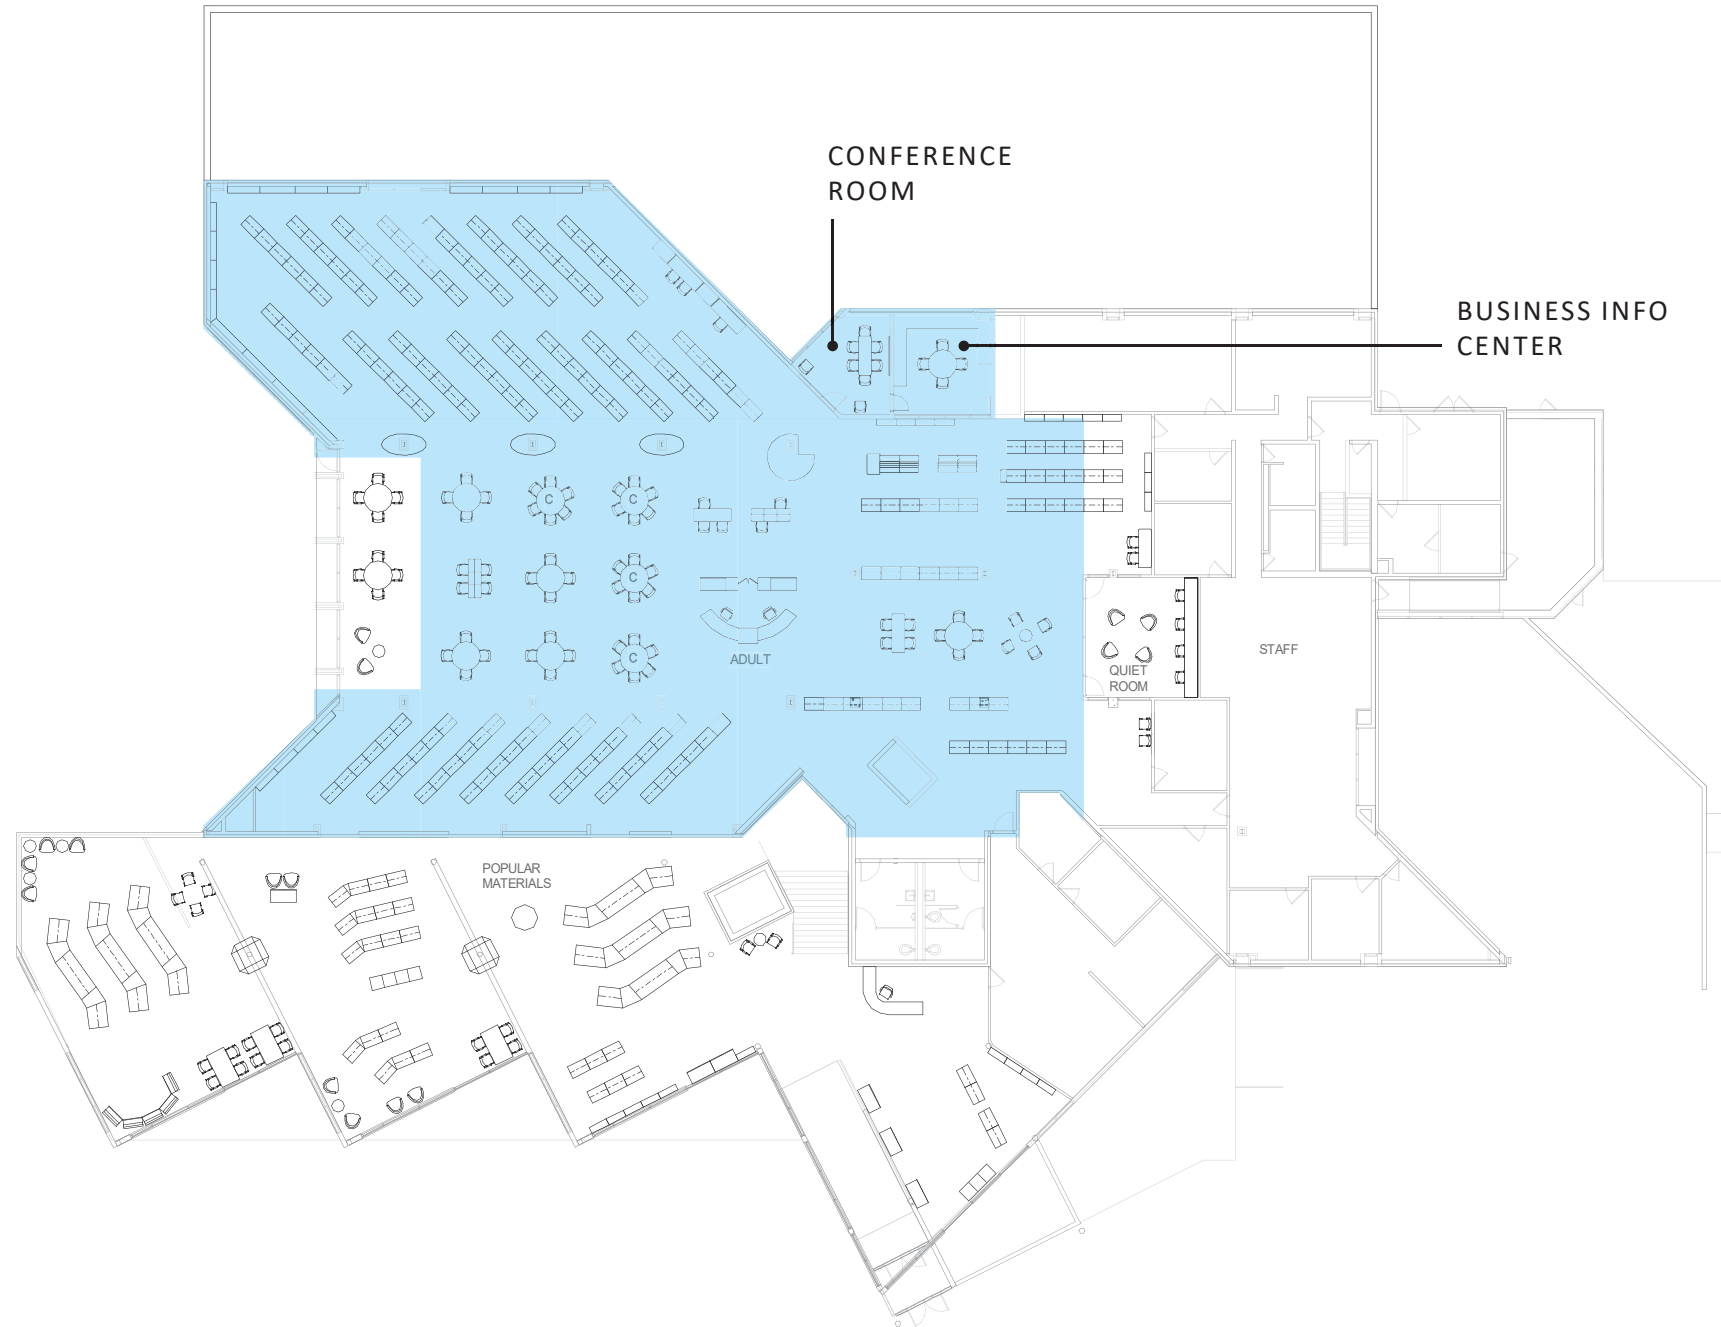 CONFERENCE
ROOM
BUSINESS INFO
CENTER
C
C
C
C
ADULT
QUIET
ROOM
STAFF
POPULAR
MATERIALS